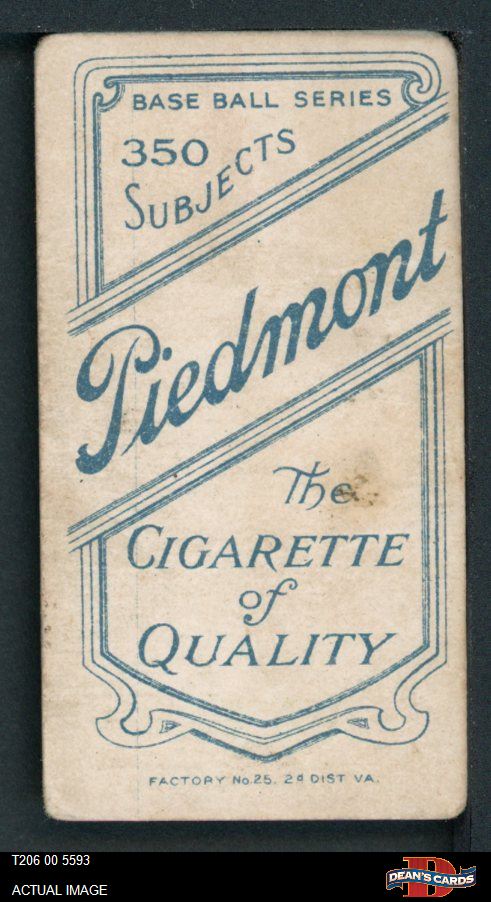 BASE BALL SERIES
350
SUBJECTS
Piedmont
The
CIGARETTE
of
QUALITY
FACTORY No.25. 2d DIST VA.
T206 00 5593
ACTUAL IMAGE
DEAN'S CARDS